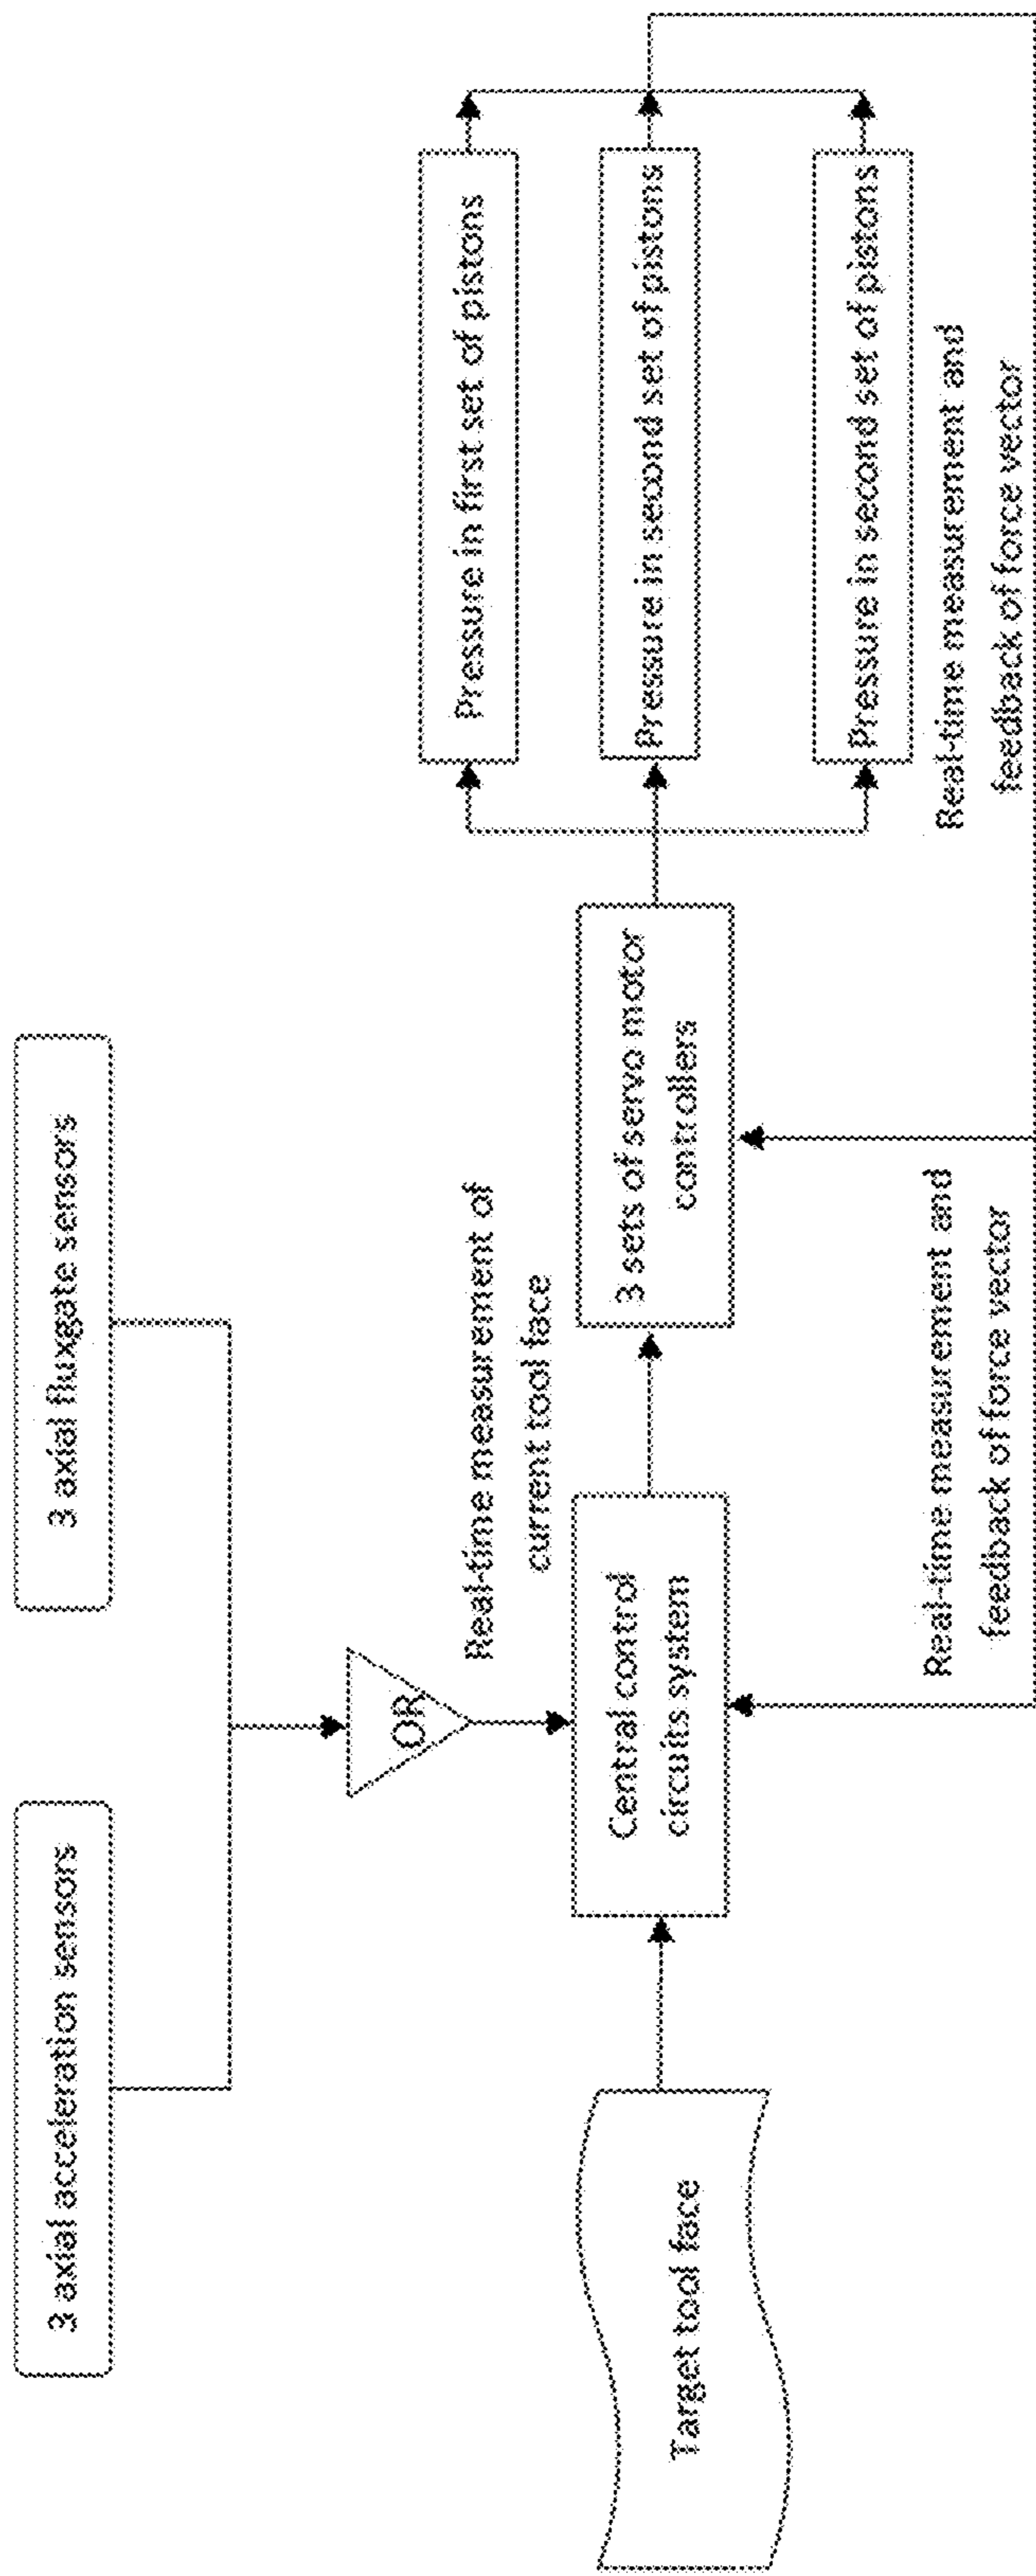 3 axial acceleration sensors
3 axial fluxgate sensors
OR
Real-time measurement of
current tool face
Target tool face
Central control
circuits system
3 sets of servo motor
controllers
Pressure in first set of pistons
Pressure in second set of pistons
Pressure in second set of pistons
Real-time measurement and
feedback of force vector
Real-time measurement and
feedback of force vector